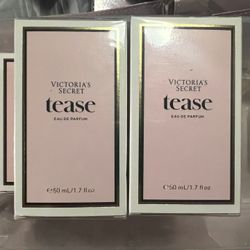 VICTORIA'S
SECRET
tease
EAU DE PARFUM
℮50 mL/1.7 fl oz
VICTORIA'S
SECRET
tease
EAU DE PARFUM
℮50 mL/1.7 fl oz